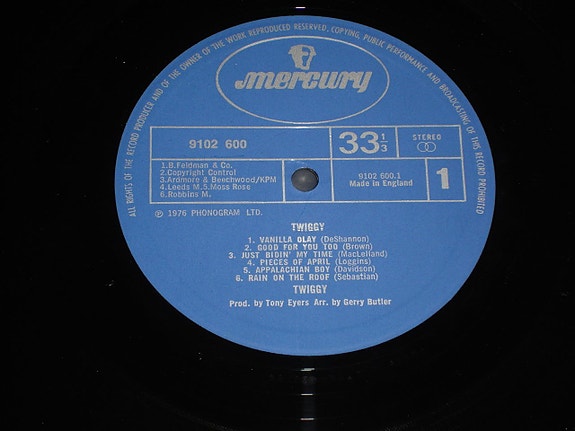 ALL RIGHTS OF THE RECORD PRODUCER AND OF THE OWNER OF THE WORK REPRODUCED RESERVED. COPYING, PUBLIC PERFORMANCE AND BROADCASTING OF THIS RECORD PROHIBITED
mercury
9102 600
33 1/3
STEREO
1.B. Feldman & Co.
2.Copyright Control
3.Ardmore & Beechwood/KPM
4.Leeds M.5.Moss Rose
6.Robbins M.
9102 600.1
Made in England
1
℗ 1976 PHONOGRAM LTD.
TWIGGY
1. VANILLA OLAY (DeShannon)
2. GOOD FOR YOU TOO (Brown)
3. JUST BIDIN' MY TIME (MacLelland)
4. PIECES OF APRIL (Loggins)
5. APPALACHIAN BOY (Davidson)
6. RAIN ON THE ROOF (Sebastian)
TWIGGY
Prod. by Tony Eyers Arr. by Gerry Butler